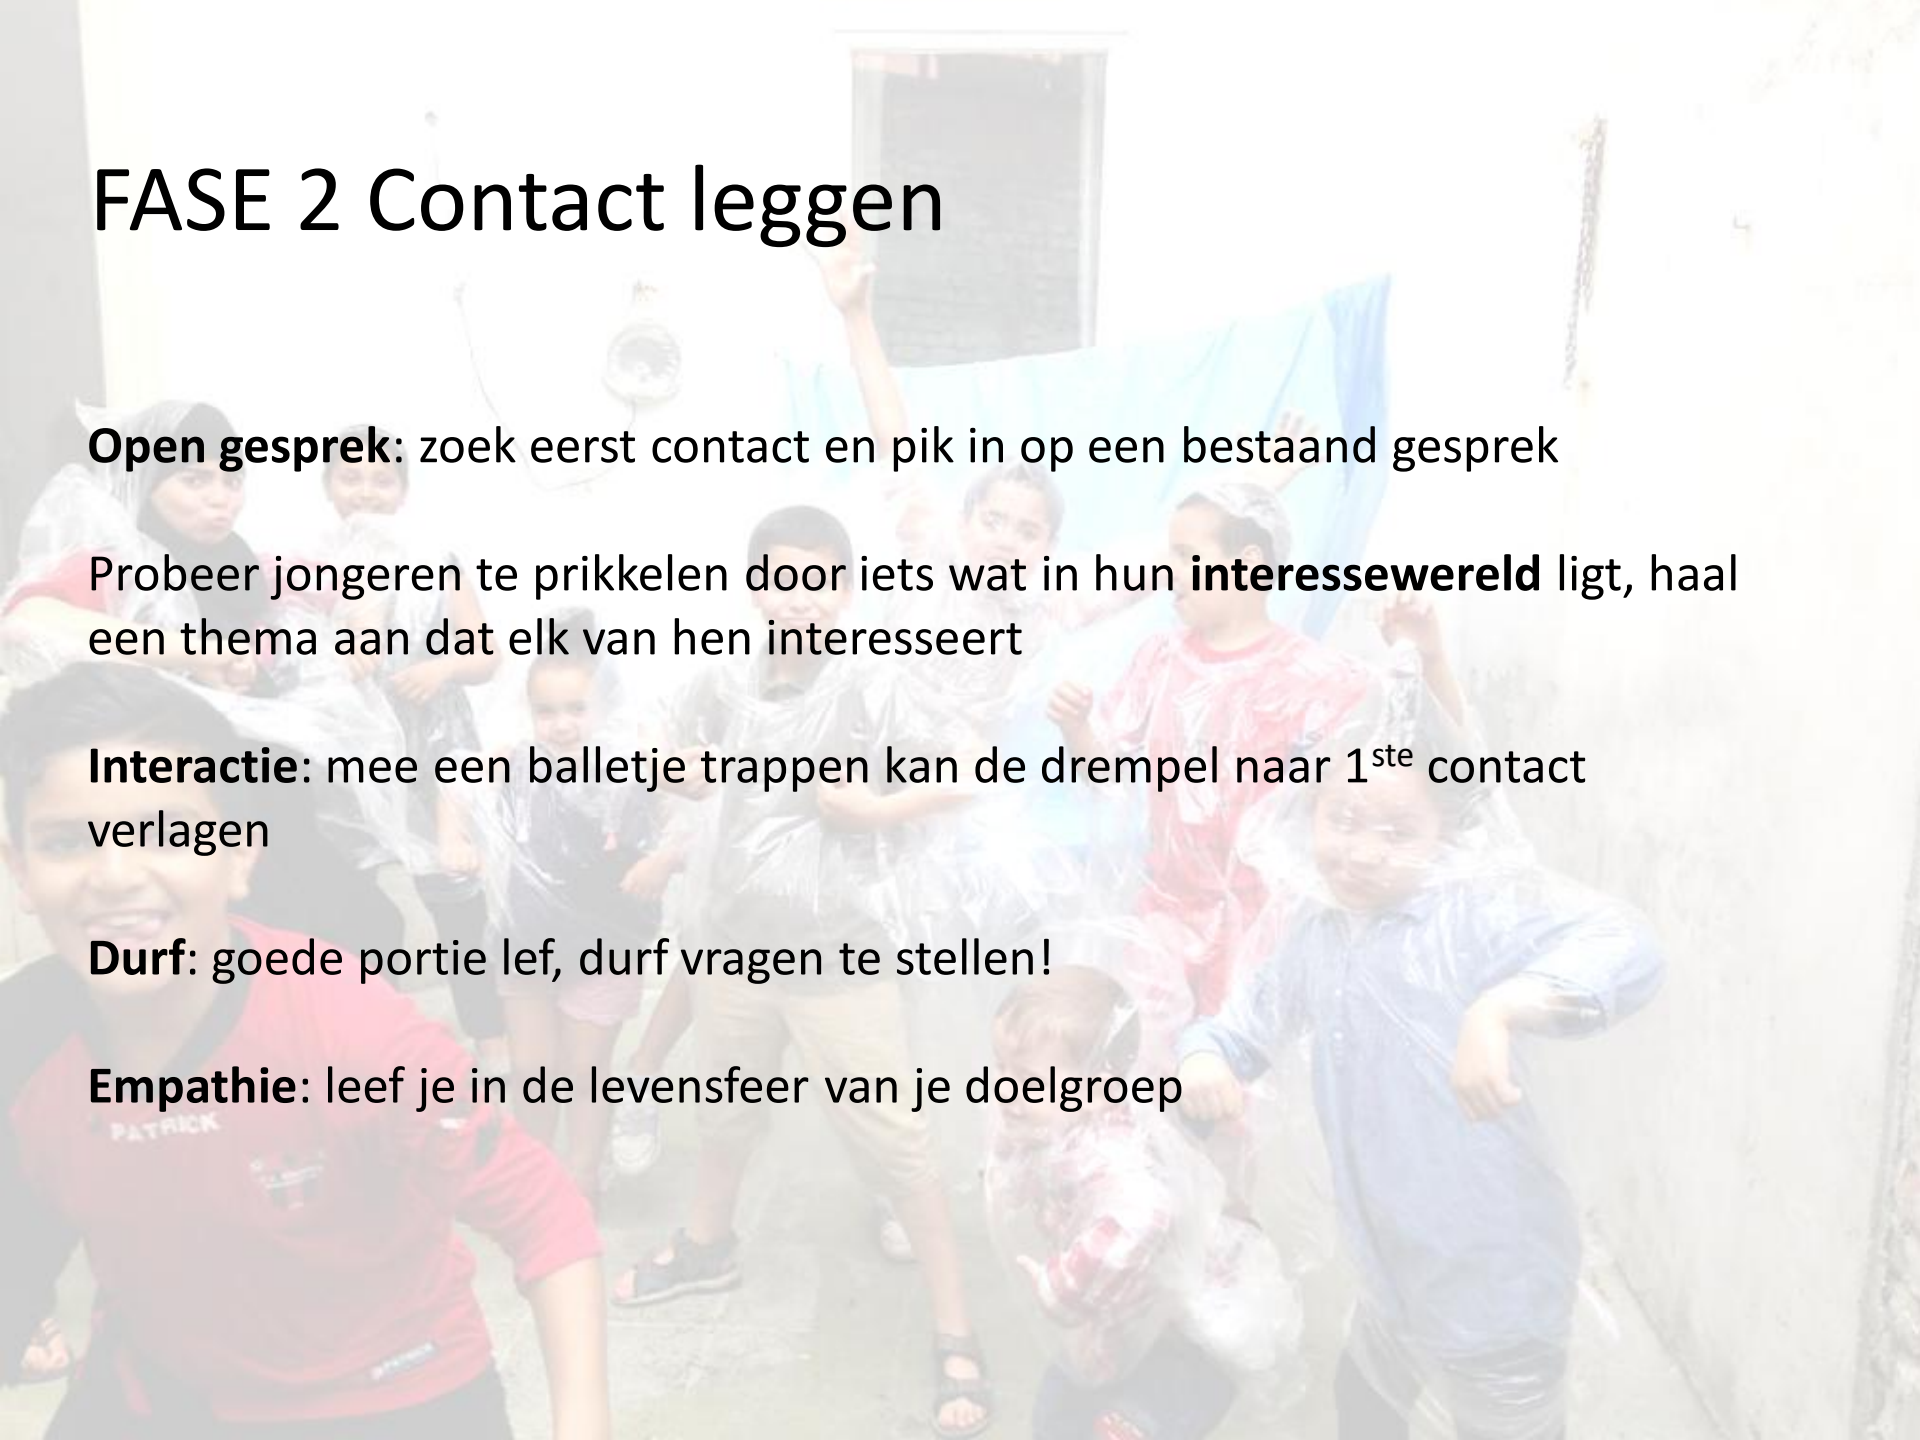 FASE 2 Contact leggen
Open gesprek: zoek eerst contact en pik in op een bestaand gesprek
Probeer jongeren te prikkelen door iets wat in hun interessewereld ligt, haal
een thema aan dat elk van hen interesseert
Interactie: mee een balletje trappen kan de drempel naar 1ste contact
verlagen
Durf: goede portie lef, durf vragen te stellen!
Empathie: leef je in de levensfeer van je doelgroep
PATRICK